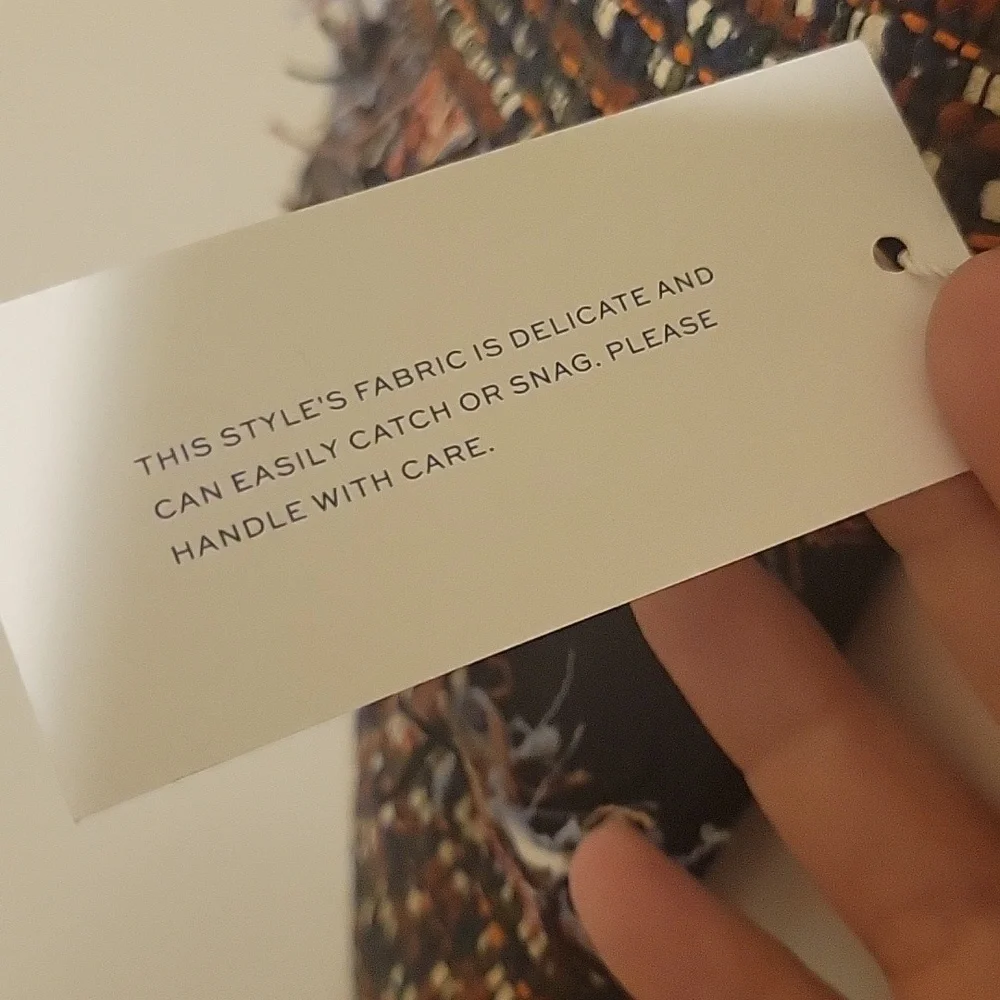 THIS STYLE'S FABRIC IS DELICATE AND
CAN EASILY CATCH OR SNAG. PLEASE
HANDLE WITH CARE.